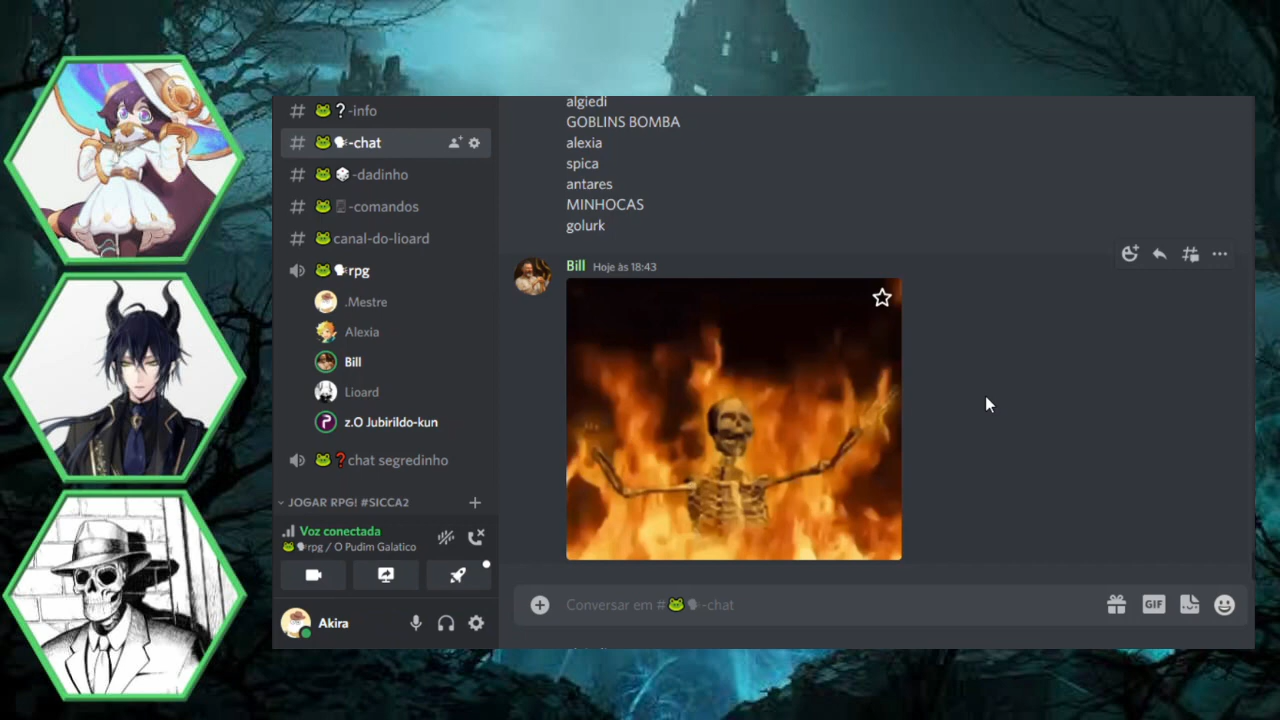 -info
-chat
-dadinho
-comandos
canal-do-lioard
rpg
.Mestre
Alexia
Bill
Lioard
z.O Jubirildo-kun
chat segredinho
JOGAR RPG! #SICCA2
Voz conectada
rpg / O Pudim Galatico
Akira
algiedi
GOBLINS BOMBA
alexia
spica
antares
MINHOCAS
golurk
Bill Hoje às 18:43
Conversar em # -chat
GIF